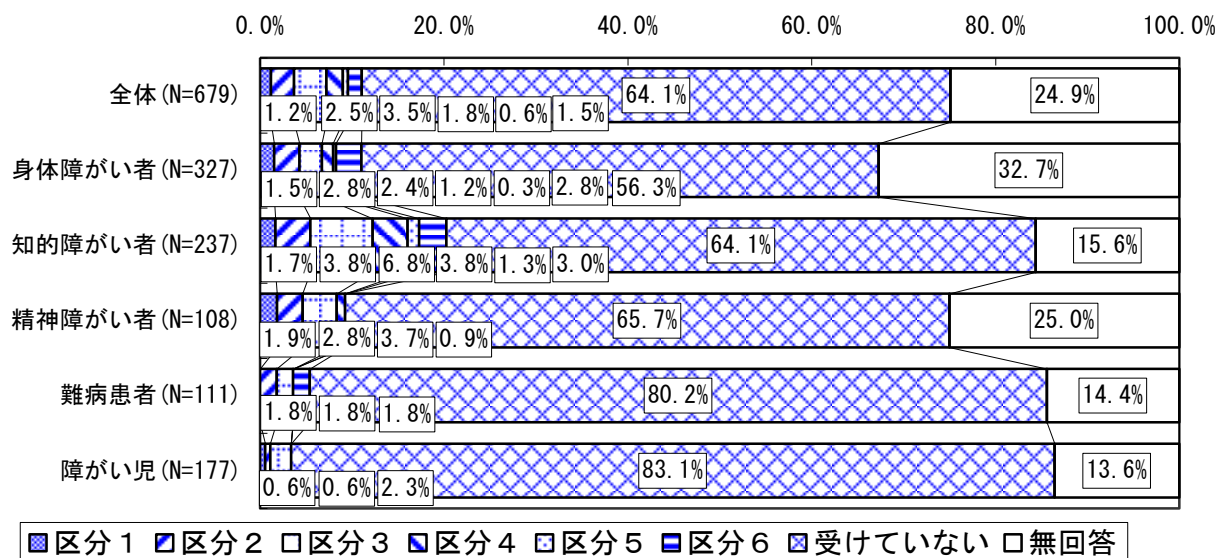 0.0% 20.0% 40.0% 60.0% 80.0% 100.0%
全体(N=679) 64.1% 24.9%
1.2% 2.5% 3.5% 1.8% 0.6% 1.5%
身体障がい者(N=327) 32.7%
1.5% 2.8% 2.4% 1.2% 0.3% 2.8% 56.3%
知的障がい者(N=237) 64.1% 15.6%
1.7% 3.8% 6.8% 3.8% 1.3% 3.0%
精神障がい者(N=108) 65.7% 25.0%
1.9% 2.8% 3.7% 0.9%
難病患者(N=111) 80.2% 14.4%
1.8% 1.8% 1.8%
障がい児(N=177) 83.1% 13.6%
0.6% 0.6% 2.3%
区分1 区分2 区分3 区分4 区分5 区分6 受けていない 無回答